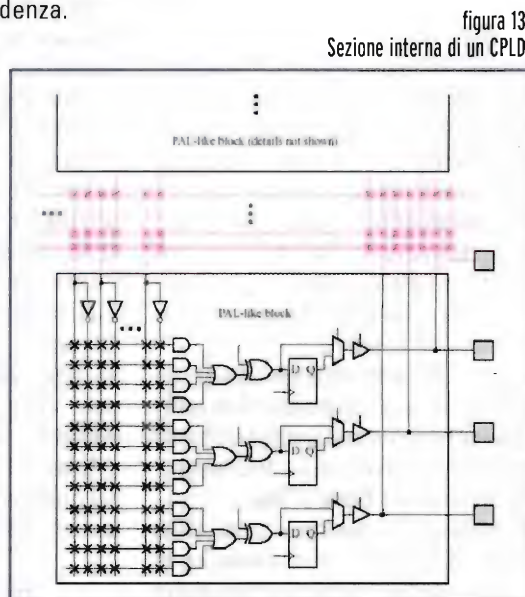 denza.
figura 13
Sezione interna di un CPLD
PAL-like block (details not shown)
PAL-like block
D Q
D Q
D Q